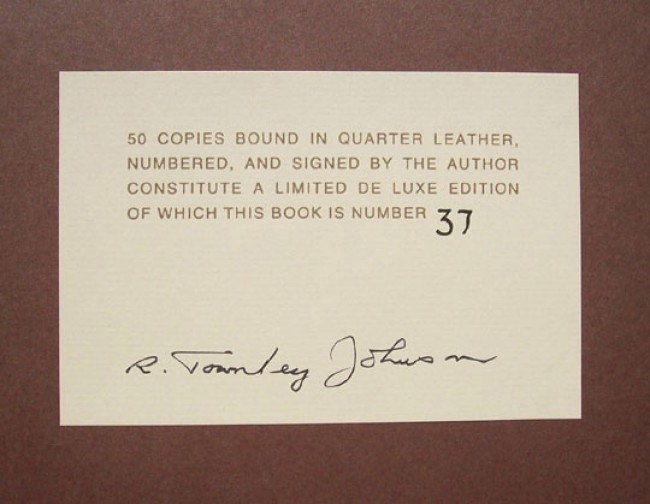 50 COPIES BOUND IN QUARTER LEATHER,
NUMBERED, AND SIGNED BY THE AUTHOR
CONSTITUTE A LIMITED DE LUXE EDITION
OF WHICH THIS BOOK IS NUMBER 37
R. Townley Johnson